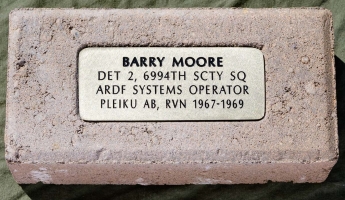 BARRY MOORE
DET 2, 6994TH SCTY SQ
ARDF SYSTEMS OPERATOR
PLEIKU AB, RVN 1967-1969